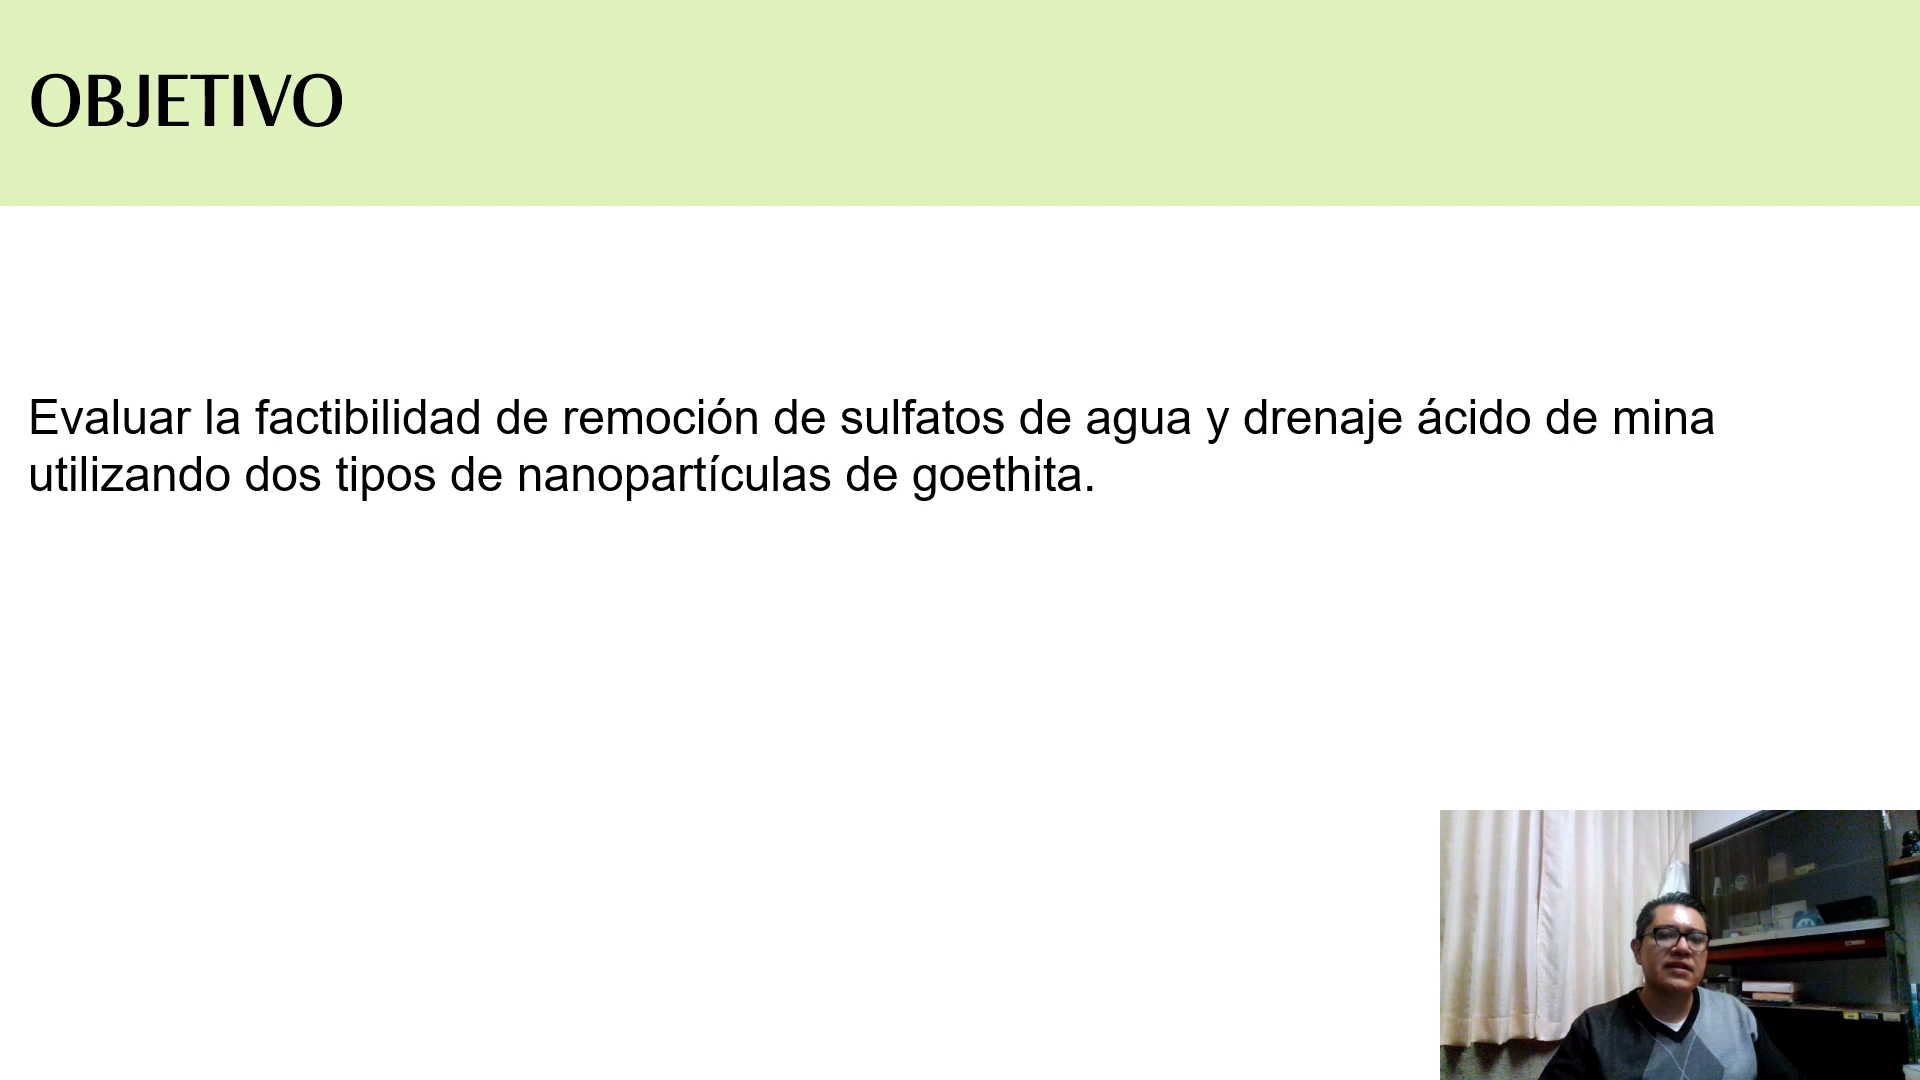 OBJETIVO
Evaluar la factibilidad de remoción de sulfatos de agua y drenaje ácido de mina
utilizando dos tipos de nanopartículas de goethita.